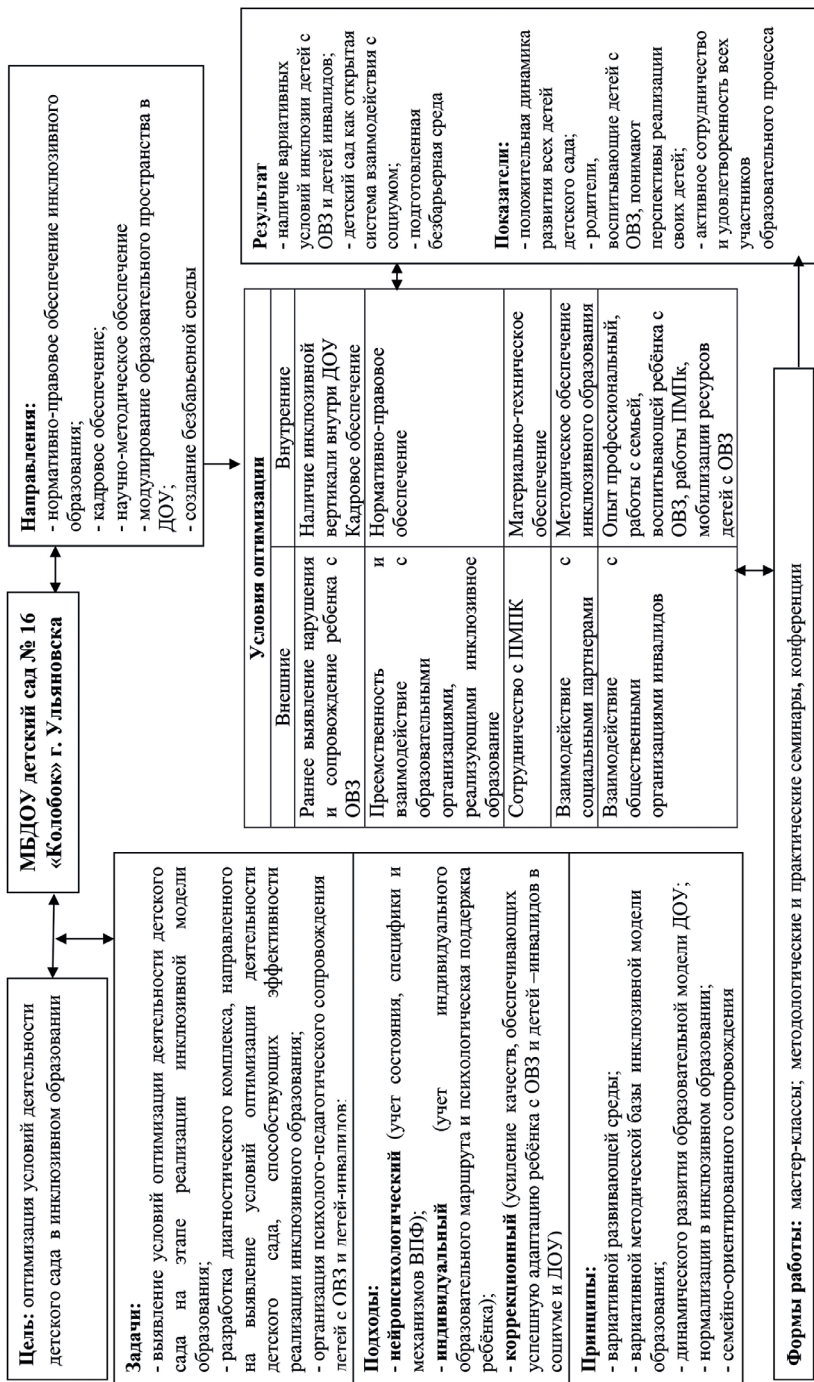 Цель: оптимизация условий деятельности
детского сада в инклюзивном образовании
МБДОУ детский сад № 16
«Колобок» г. Ульяновска
Направления:
- нормативно-правовое обеспечение инклюзивного
образования;
- кадровое обеспечение;
- научно-методическое обеспечение
- модулирование образовательного пространства в
ДОУ;
- создание безбарьерной среды
Задачи:
- выявление условий оптимизации деятельности детского
сада на этапе реализации инклюзивной модели
образования;
- разработка диагностического комплекса, направленного
на выявление условий оптимизации деятельности
детского сада, способствующих эффективности
реализации инклюзивного образования;
- организация психолого-педагогического сопровождения
детей с ОВЗ и детей-инвалидов:
Подходы:
- нейропсихологический (учет состояния, специфики и
механизмов ВПФ);
- индивидуальный (учет индивидуального
образовательного маршрута и психологическая поддержка
ребёнка);
- коррекционный (усиление качеств, обеспечивающих
успешную адаптацию ребёнка с ОВЗ и детей –инвалидов в
социуме и ДОУ)
Принципы:
- вариативной развивающей среды;
- вариативной методической базы инклюзивной модели
образования;
- динамического развития образовательной модели ДОУ;
- нормализации в инклюзивном образовании;
- семейно-ориентированного сопровождения
Условия оптимизации
Внешние
Внутренние
Раннее выявление нарушения
и сопровождение ребенка с
ОВЗ
Наличие инклюзивной
вертикали внутри ДОУ
Кадровое обеспечение
Преемственность и
взаимодействие с
образовательными
организациями,
реализующими инклюзивное
образование
Нормативно-правовое
обеспечение
Сотрудничество с ПМПК
Материально-техническое
обеспечение
Взаимодействие с
социальными партнерами
Методическое обеспечение
инклюзивного образования
Взаимодействие с
общественными
организациями инвалидов
Опыт профессиональный,
работы с семьей,
воспитывающей ребёнка с
ОВЗ, работы ПМПк,
мобилизации ресурсов
детей с ОВЗ
Результат
- наличие вариативных
условий инклюзии детей с
ОВЗ и детей инвалидов;
- детский сад как открытая
система взаимодействия с
социумом;
- подготовленная
безбарьерная среда
Показатели:
- положительная динамика
развития всех детей
детского сада;
- родители,
воспитывающие детей с
ОВЗ, понимают
перспективы реализации
своих детей;
- активное сотрудничество
и удовлетворенность всех
участников
образовательного процесса
Формы работы: мастер-классы; методологические и практические семинары, конференции